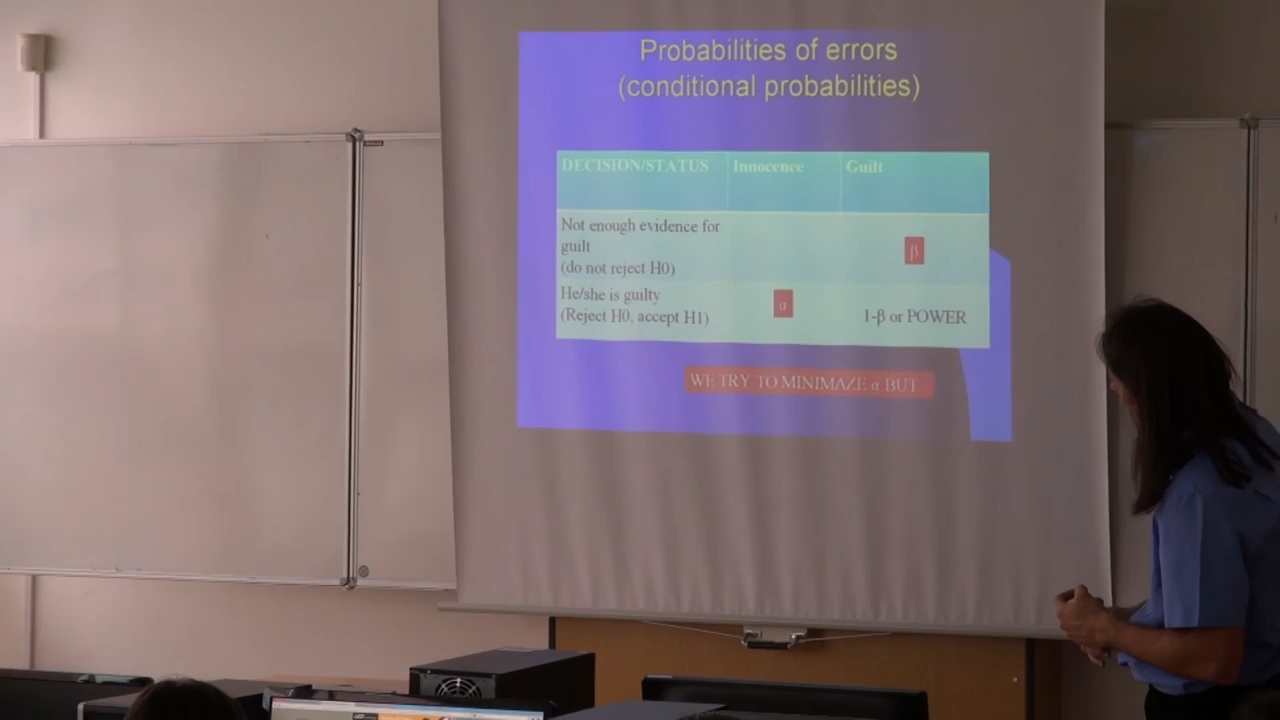 Probabilities of errors
(conditional probabilities)
DECISION/STATUS Innocence Guilt
Not enough evidence for
guilt
(do not reject H0)
β
He/she is guilty
(Reject H0, accept H1)
α
1-β or POWER
WE TRY TO MINIMAZE α BUT